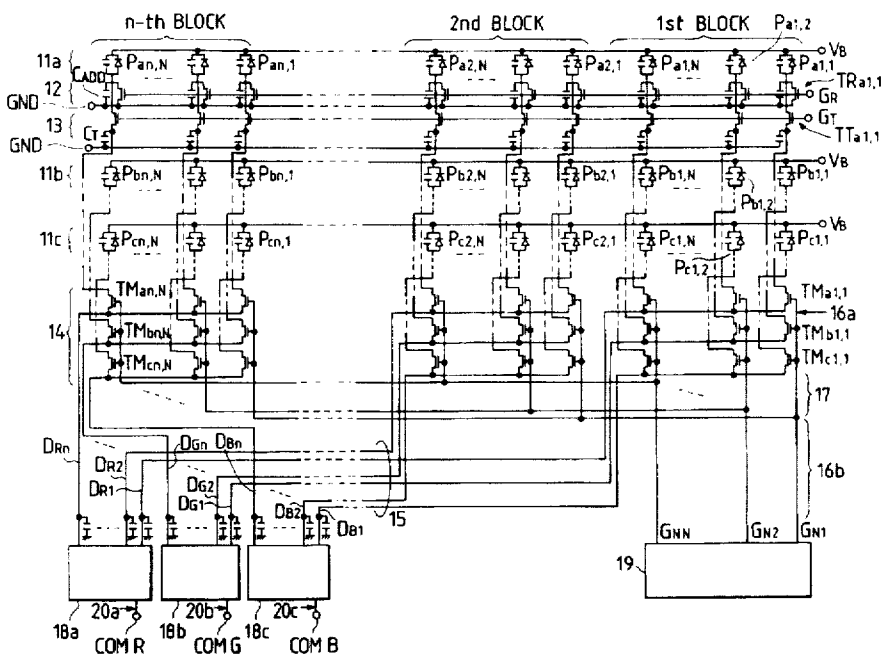 n-th BLOCK 2nd BLOCK 1st BLOCK Pa1,2
11a Pan,N Pan,1 Pa2,N Pa2,1 Pa1,N Pa1,1 VB
CADD TRa1,1
12 GR
GND
13 GT
CT TTa1,1
GND
VB
11b Pbn,N Pbn,1 Pb2,N Pb2,1 Pb1,N Pb1,1
Pb1,2
VB
11c Pcn,N Pcn,1 Pc2,N Pc2,1 Pc1,N Pc1,1
Pc1,2
TMan,N TMa1,1
16a
14 TMbn,N TMb1,1
TMcn,N TMc1,1
17
DRn DGn DBn
DR2 16b
DR1 DG2
DG1 DB2 15
DB1 GNN GN2 GN1
19
20a 20b 20c
18a 18b 18c
COM R COM G COM B